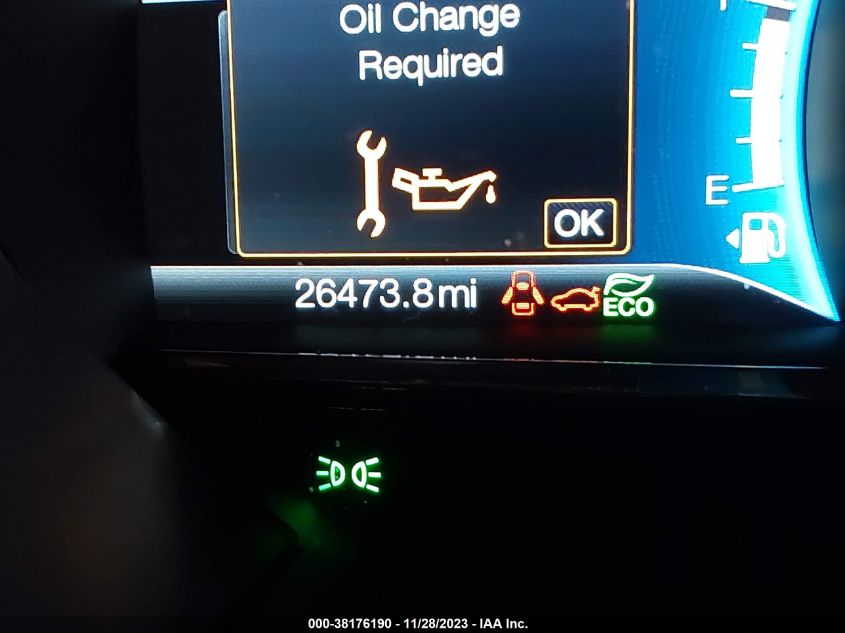 Oil Change
Required
E
OK
26473.8mi
ECO
000-38176190 - 11/28/2023 - IAA Inc.